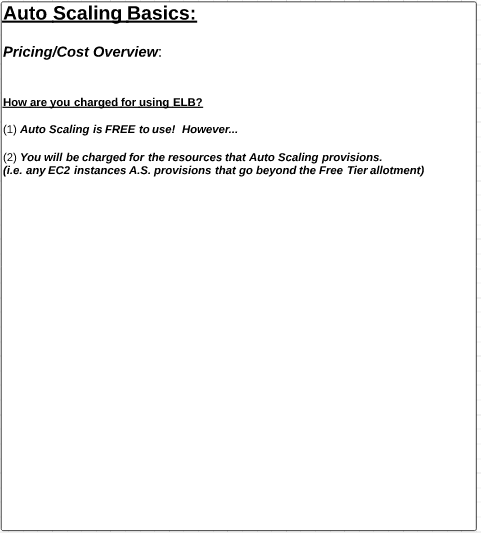 Auto Scaling Basics:
Pricing/Cost Overview:
How are you charged for using ELB?
(1) Auto Scaling is FREE to use! However...
(2) You will be charged for the resources that Auto Scaling provisions.
(i.e. any EC2 instances A.S. provisions that go beyond the Free Tier allotment)